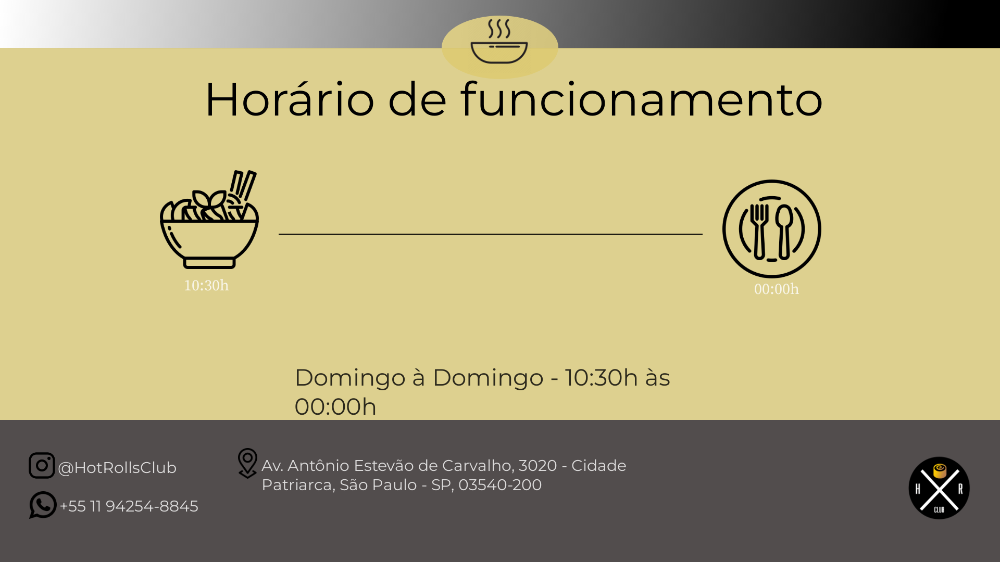 Horário de funcionamento
10:30h
00:00h
Domingo à Domingo - 10:30h às
00:00h
@HotRollsClub
+55 11 94254-8845
Av. Antônio Estevão de Carvalho, 3020 - Cidade
Patriarca, São Paulo - SP, 03540-200
H R
CLUB